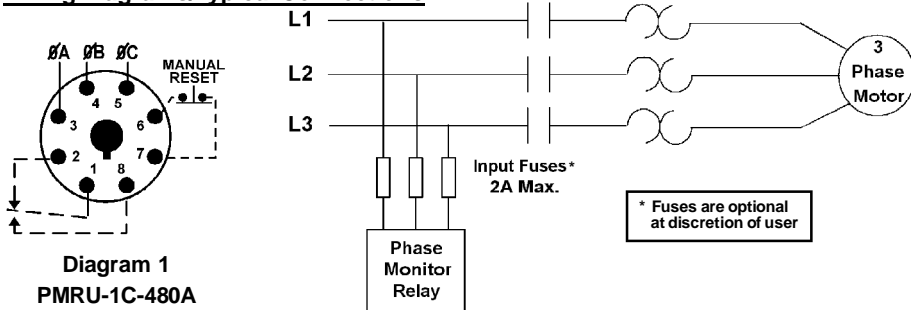 L1
ØA ØB ØC
MANUAL
RESET
4 5
3 6
2 7
1 8
L2
L3
3
Phase
Motor
Input Fuses*
2A Max.
* Fuses are optional
at discretion of user
Phase
Monitor
Relay
Diagram 1
PMRU-1C-480A